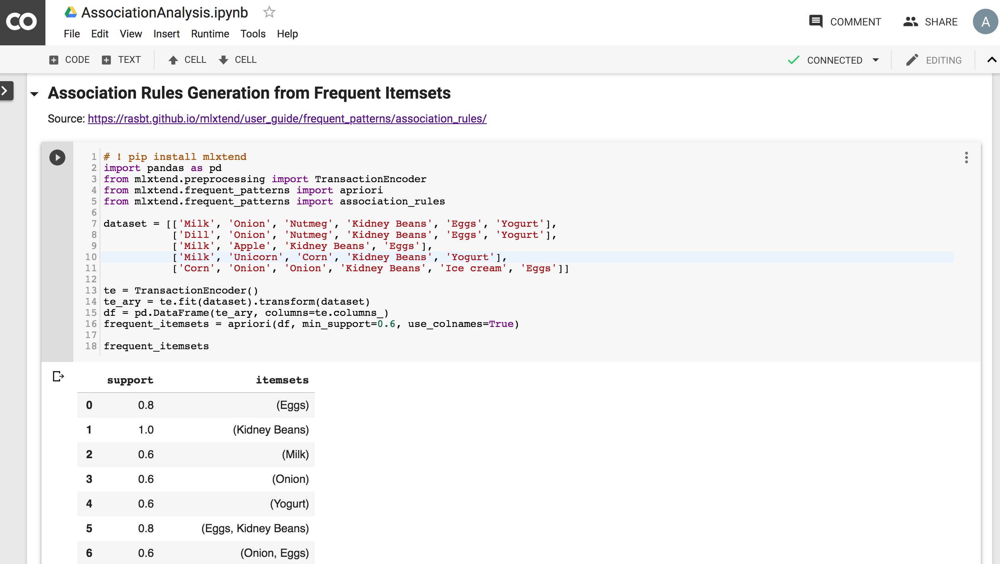 CO
AssociationAnalysis.ipynb
COMMENT SHARE A
File Edit View Insert Runtime Tools Help
CODE TEXT CELL CELL CONNECTED EDITING
Association Rules Generation from Frequent Itemsets
Source: https://rasbt.github.io/mlxtend/user_guide/frequent_patterns/association_rules/
1 # ! pip install mlxtend
2 import pandas as pd
3 from mlxtend.preprocessing import TransactionEncoder
4 from mlxtend.frequent_patterns import apriori
5 from mlxtend.frequent_patterns import association_rules
6
7 dataset = [['Milk', 'Onion', 'Nutmeg', 'Kidney Beans', 'Eggs', 'Yogurt'],
8 ['Dill', 'Onion', 'Nutmeg', 'Kidney Beans', 'Eggs', 'Yogurt'],
9 ['Milk', 'Apple', 'Kidney Beans', 'Eggs'],
10 ['Milk', 'Unicorn', 'Corn', 'Kidney Beans', 'Yogurt'],
11 ['Corn', 'Onion', 'Onion', 'Kidney Beans', 'Ice cream', 'Eggs']]
12
13 te = TransactionEncoder()
14 te_ary = te.fit(dataset).transform(dataset)
15 df = pd.DataFrame(te_ary, columns=te.columns_)
16 frequent_itemsets = apriori(df, min_support=0.6, use_colnames=True)
17
18 frequent_itemsets
support itemsets
0 0.8 (Eggs)
1 1.0 (Kidney Beans)
2 0.6 (Milk)
3 0.6 (Onion)
4 0.6 (Yogurt)
5 0.8 (Eggs, Kidney Beans)
6 0.6 (Onion, Eggs)